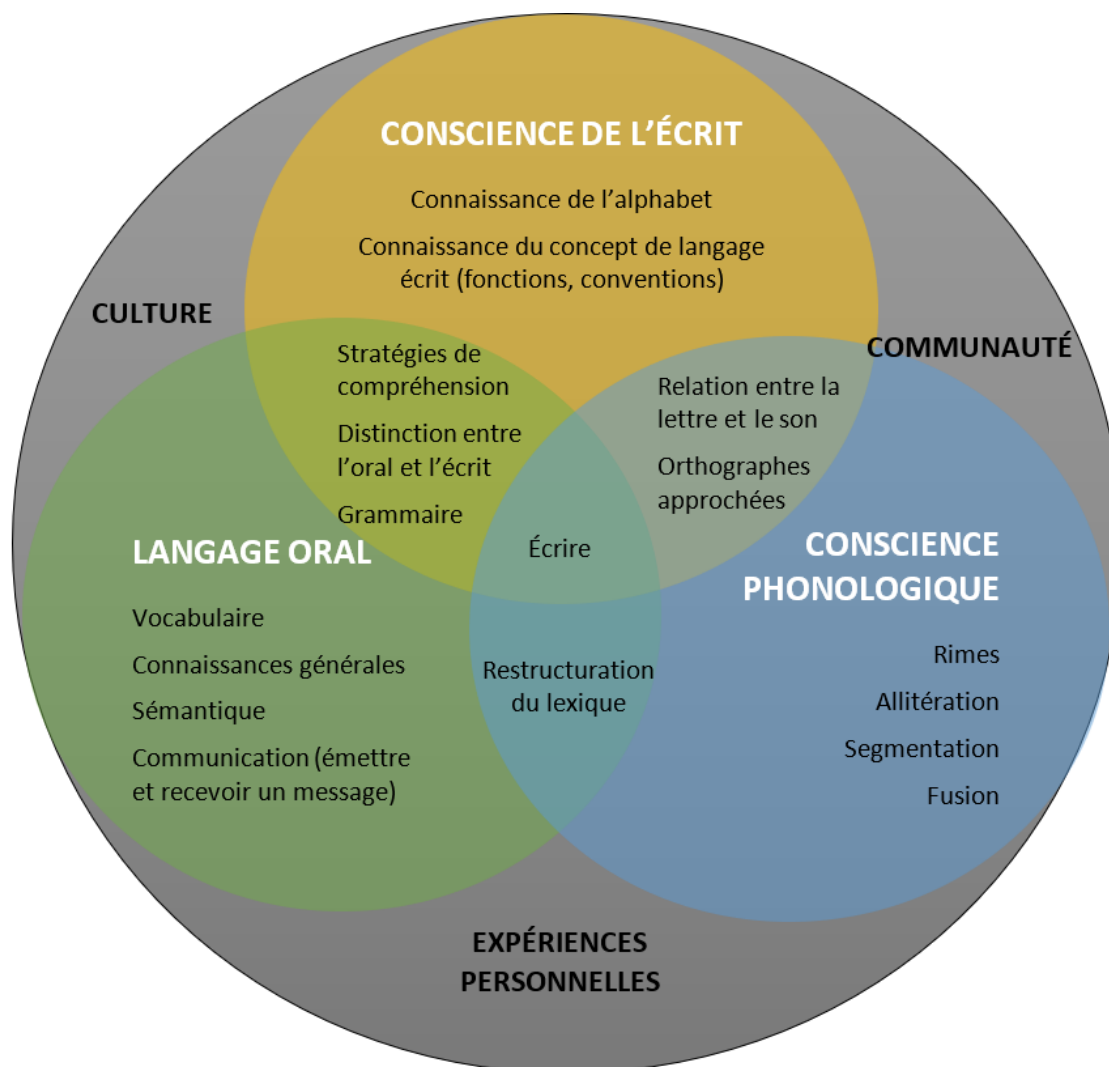 CONSCIENCE DE L’ÉCRIT
Connaissance de l’alphabet
Connaissance du concept de langage
écrit (fonctions, conventions)
CULTURE
COMMUNAUTÉ
Stratégies de
compréhension
Distinction entre
l’oral et l’écrit
Grammaire
Relation entre la
lettre et le son
Orthographes
approchées
Écrire
LANGAGE ORAL
Vocabulaire
Connaissances générales
Sémantique
Communication (émettre
et recevoir un message)
CONSCIENCE
PHONOLOGIQUE
Rimes
Allitération
Segmentation
Fusion
Restructuration
du lexique
EXPÉRIENCES
PERSONNELLES